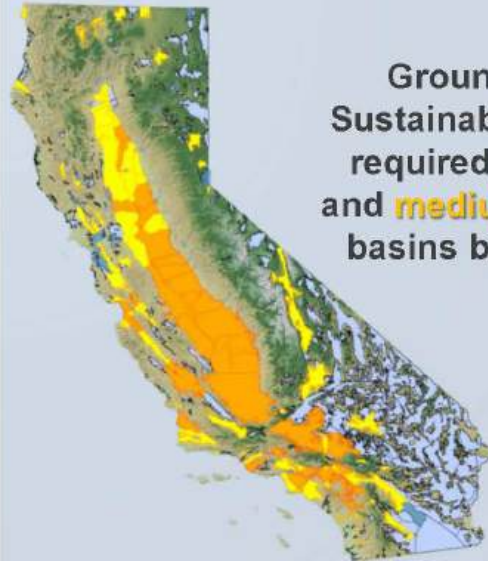 Groun
Sustainab
required
and mediu
basins b